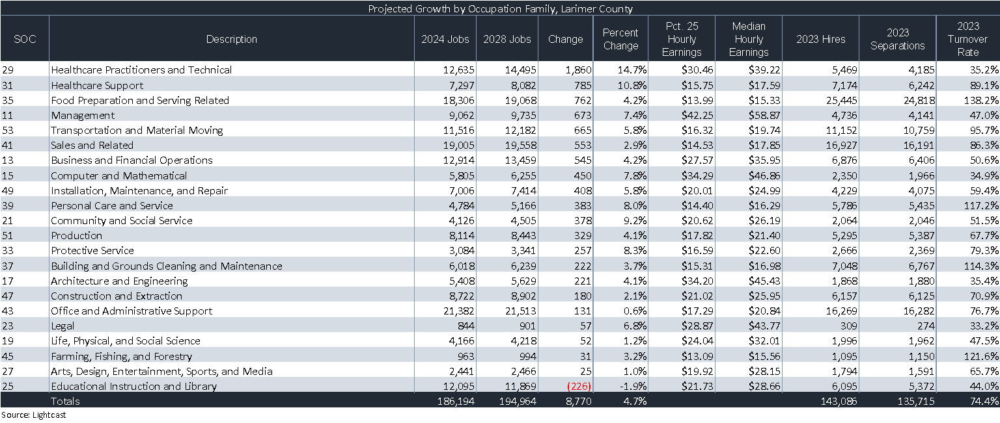 Projected Growth by Occupation Family, Larimer County
SOC Description 2024 Jobs 2028 Jobs Change Percent Change Pct. 25 Hourly Earnings Median Hourly Earnings 2023 Hires 2023 Separations 2023 Turnover Rate
29 Healthcare Practitioners and Technical 12,635 14,495 1,860 14.7% $30.46 $39.22 5,469 4,185 35.2%
31 Healthcare Support 7,297 8,082 785 10.8% $15.75 $17.59 7,174 6,242 89.1%
35 Food Preparation and Serving Related 18,306 19,068 762 4.2% $13.99 $15.33 25,445 24,818 138.2%
11 Management 9,062 9,735 673 7.4% $42.25 $58.87 4,736 4,141 47.0%
53 Transportation and Material Moving 11,516 12,182 665 5.8% $16.32 $19.74 11,152 10,759 95.7%
41 Sales and Related 19,005 19,558 553 2.9% $14.53 $17.85 16,927 16,191 86.3%
13 Business and Financial Operations 12,914 13,459 545 4.2% $27.57 $35.95 6,876 6,406 50.6%
15 Computer and Mathematical 5,805 6,255 450 7.8% $34.29 $46.86 2,350 1,966 34.9%
49 Installation, Maintenance, and Repair 7,006 7,414 408 5.8% $20.01 $24.99 4,229 4,075 59.4%
39 Personal Care and Service 4,784 5,166 383 8.0% $14.40 $16.29 5,786 5,435 117.2%
21 Community and Social Service 4,126 4,505 378 9.2% $20.62 $26.19 2,064 2,046 51.5%
51 Production 8,114 8,443 329 4.1% $17.82 $21.40 5,295 5,387 67.7%
33 Protective Service 3,084 3,341 257 8.3% $16.59 $22.60 2,666 2,369 79.3%
37 Building and Grounds Cleaning and Maintenance 6,018 6,239 222 3.7% $15.31 $16.98 7,048 6,767 114.3%
17 Architecture and Engineering 5,408 5,629 221 4.1% $34.20 $45.43 1,868 1,880 35.4%
47 Construction and Extraction 8,722 8,902 180 2.1% $21.02 $25.95 6,157 6,125 70.9%
43 Office and Administrative Support 21,382 21,513 131 0.6% $17.29 $20.84 16,269 16,282 76.7%
23 Legal 844 901 57 6.8% $28.87 $43.77 309 274 33.2%
19 Life, Physical, and Social Science 4,166 4,218 52 1.2% $24.04 $32.01 1,996 1,962 47.5%
45 Farming, Fishing, and Forestry 963 994 31 3.2% $13.09 $15.56 1,095 1,150 121.6%
27 Arts, Design, Entertainment, Sports, and Media 2,441 2,466 25 1.0% $19.92 $28.15 1,794 1,591 65.7%
25 Educational Instruction and Library 12,095 11,869 (226) -1.9% $21.73 $28.66 6,095 5,372 44.0%
Totals 186,194 194,964 8,770 4.7% 143,086 135,715 74.4%
Source: Lightcast